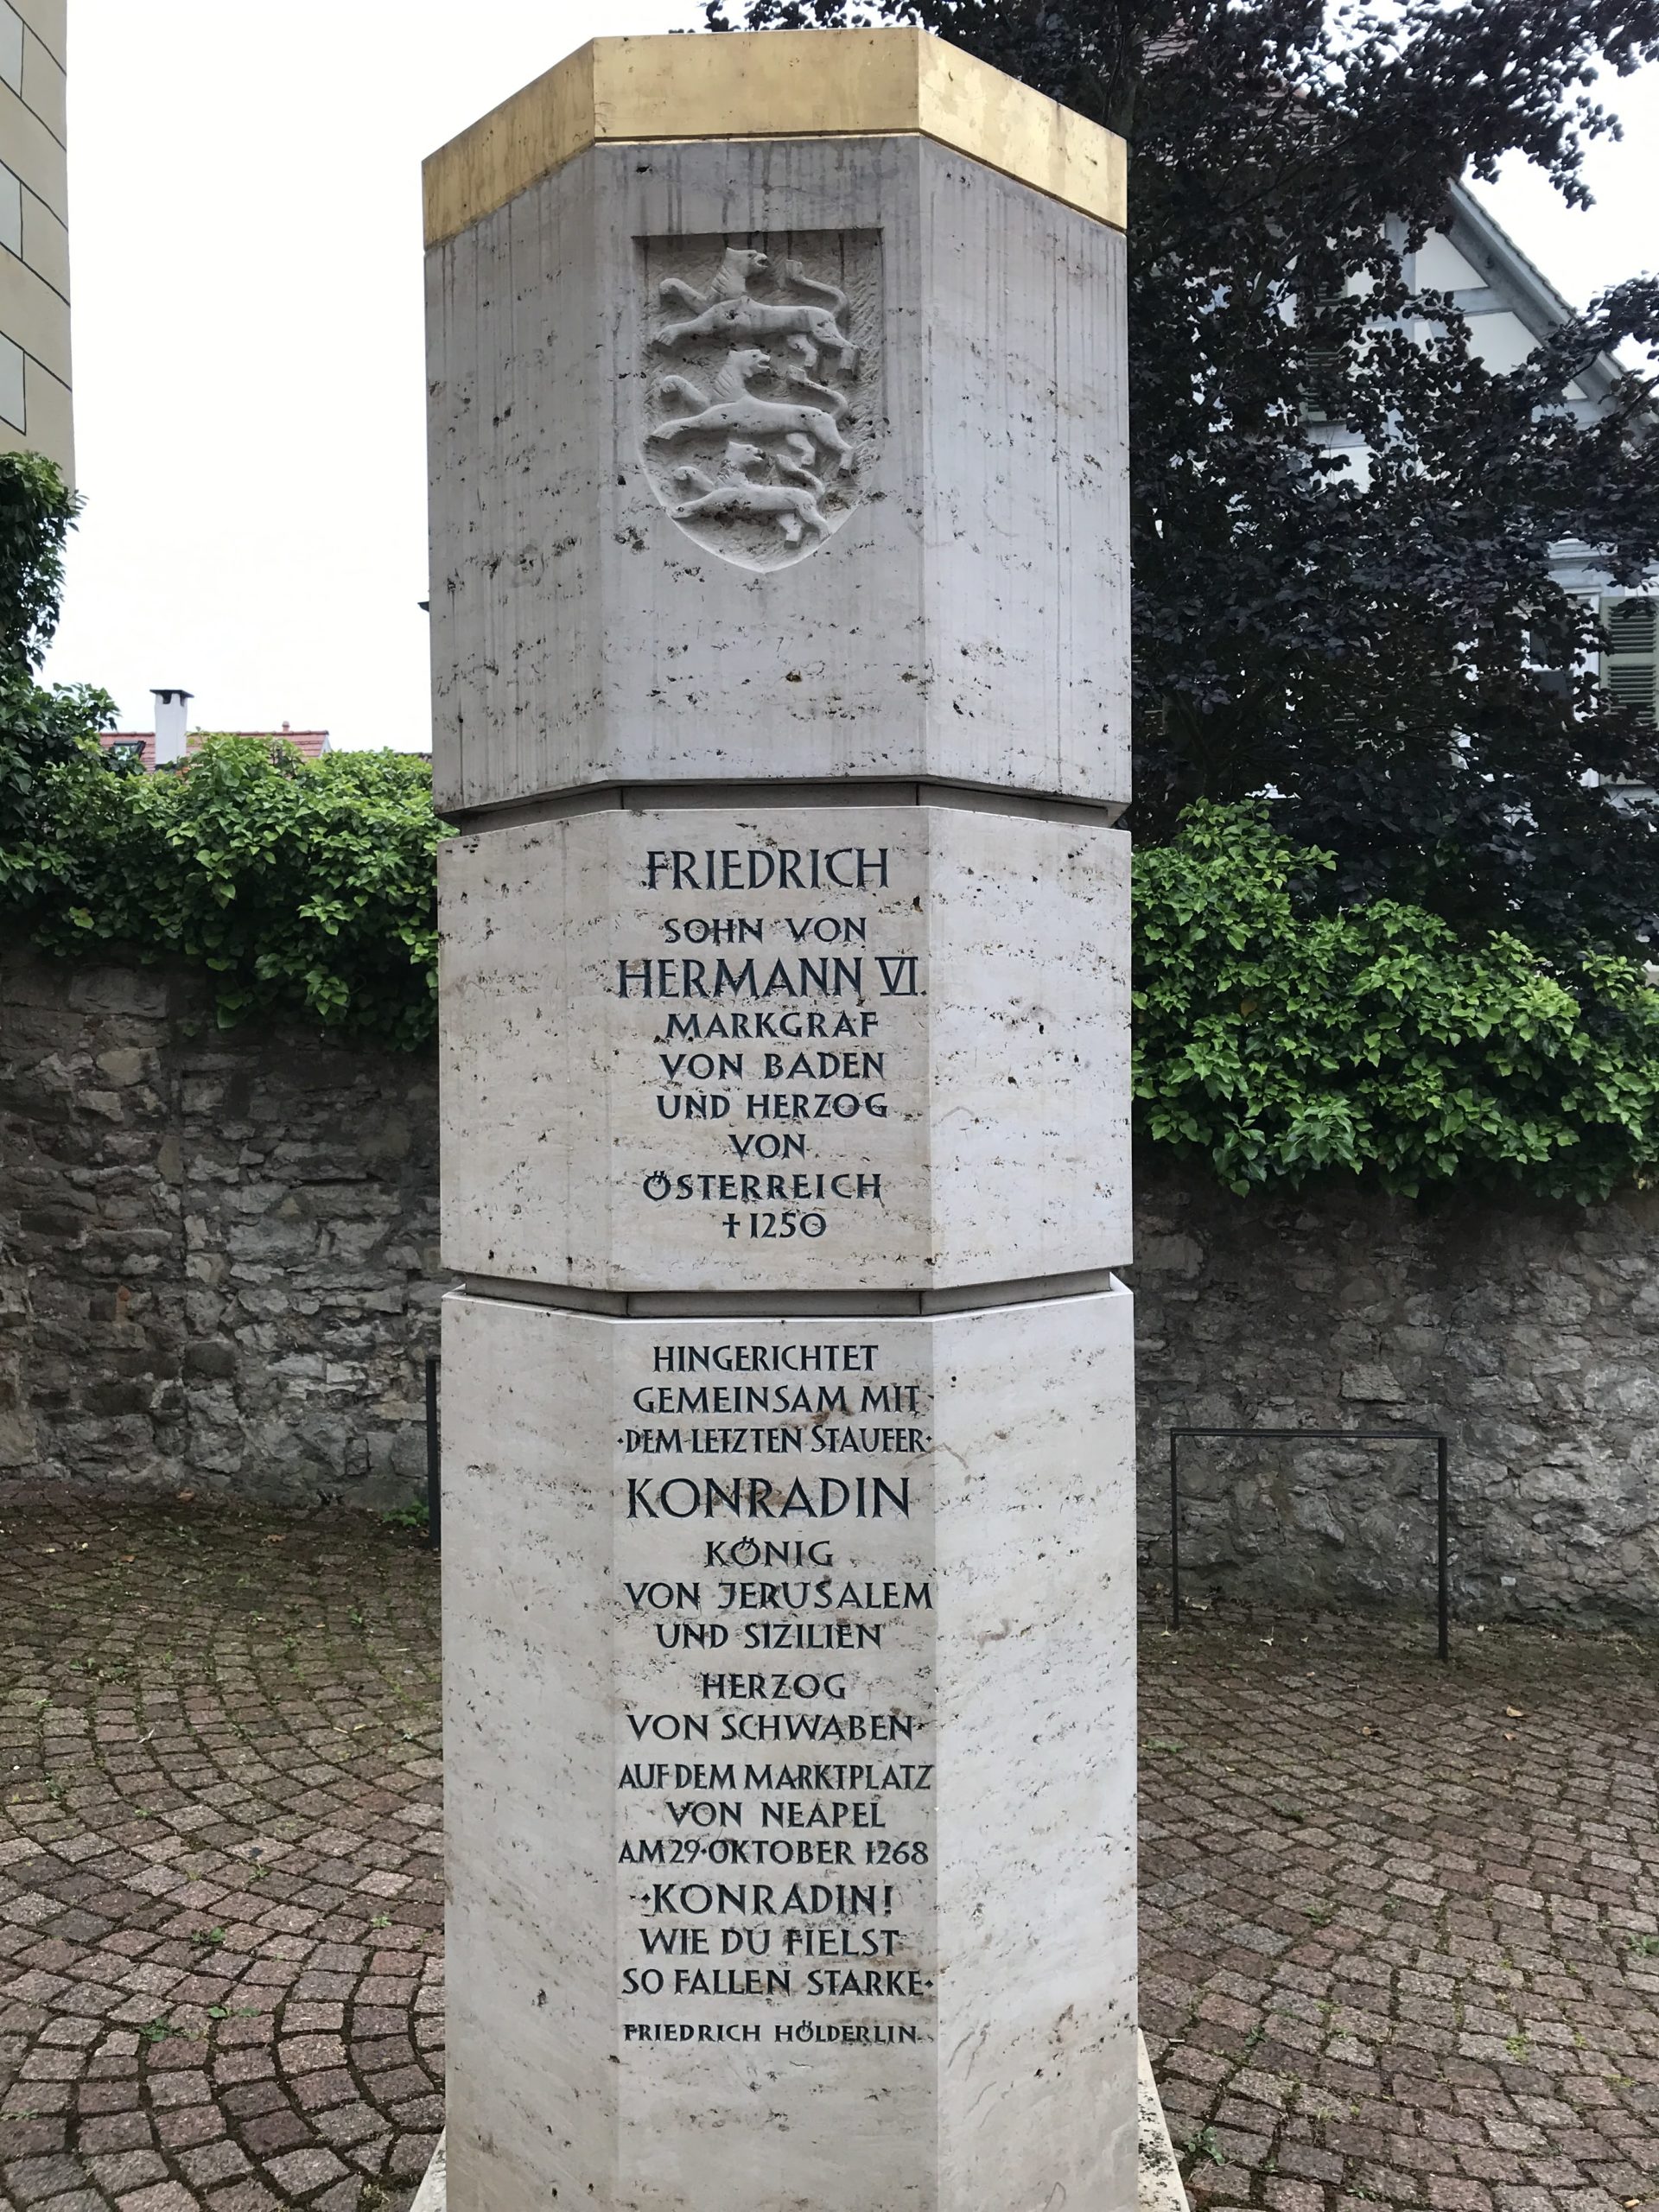 FRIEDRICH
SOHN VON
HERMANN VI.
MARKGRAF
VON BADEN
UND HERZOG
VON
ÖSTERREICH
✝ 1250
HINGERICHTET
GEMEINSAM MIT
·DEM LETZTEN STAUFER·
KONRADIN
KÖNIG
VON JERUSALEM
UND SIZILIEN
HERZOG
VON SCHWABEN
AUF DEM MARKTPLATZ
VON NEAPEL
AM 29·OKTOBER 1268
·KONRADIN!
WIE DU FIELST
SO FALLEN STARKE·
FRIEDRICH HÖLDERLIN